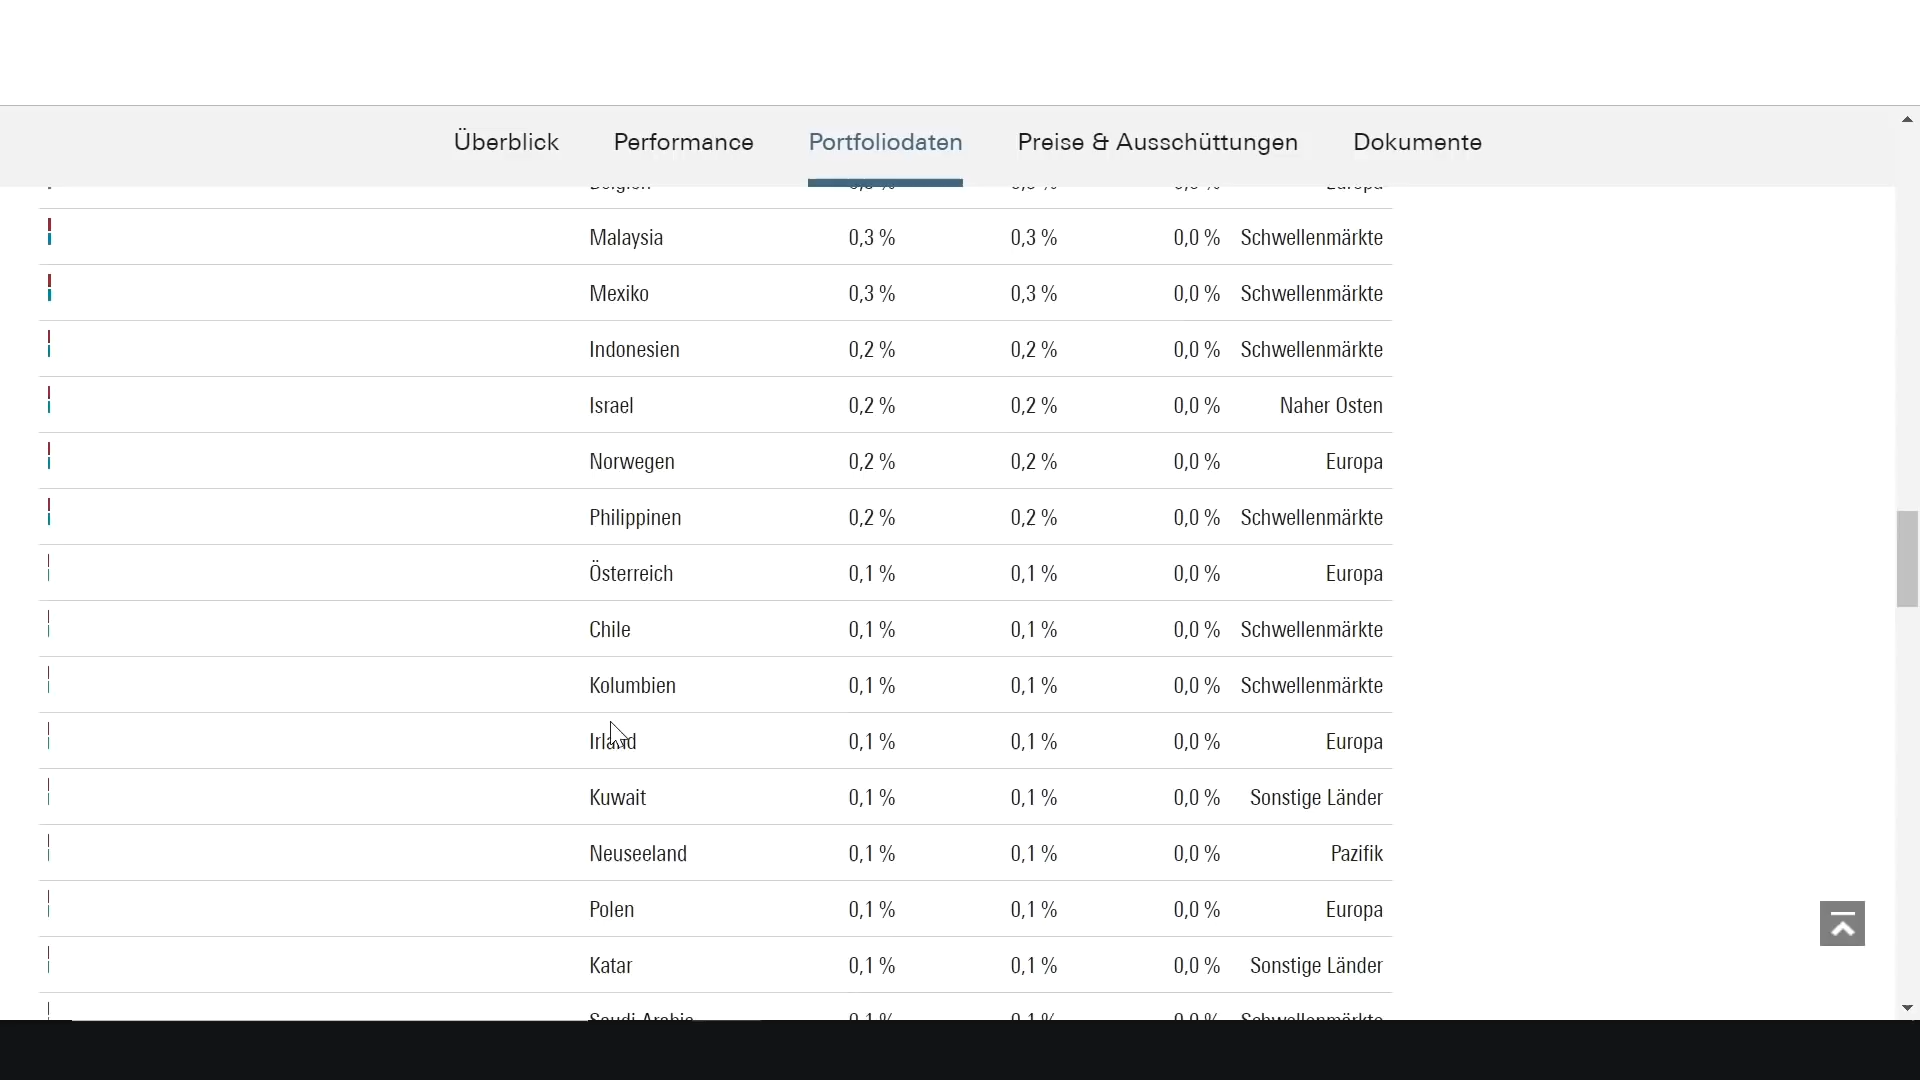 Überblick Performance Portfoliodaten Preise & Ausschüttungen Dokumente
Malaysia 0,3 % 0,3 % 0,0 % Schwellenmärkte
Mexiko 0,3 % 0,3 % 0,0 % Schwellenmärkte
Indonesien 0,2 % 0,2 % 0,0 % Schwellenmärkte
Israel 0,2 % 0,2 % 0,0 % Naher Osten
Norwegen 0,2 % 0,2 % 0,0 % Europa
Philippinen 0,2 % 0,2 % 0,0 % Schwellenmärkte
Österreich 0,1 % 0,1 % 0,0 % Europa
Chile 0,1 % 0,1 % 0,0 % Schwellenmärkte
Kolumbien 0,1 % 0,1 % 0,0 % Schwellenmärkte
Irland 0,1 % 0,1 % 0,0 % Europa
Kuwait 0,1 % 0,1 % 0,0 % Sonstige Länder
Neuseeland 0,1 % 0,1 % 0,0 % Pazifik
Polen 0,1 % 0,1 % 0,0 % Europa
Katar 0,1 % 0,1 % 0,0 % Sonstige Länder